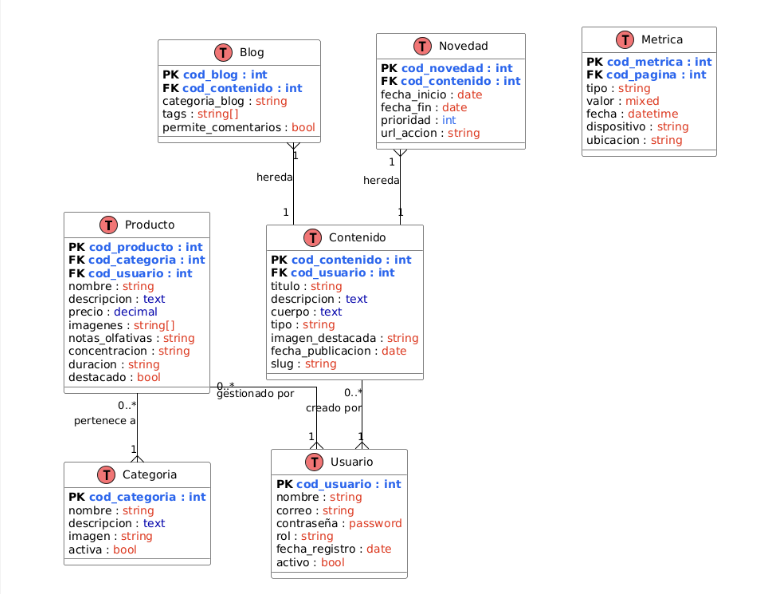 T Blog
PK cod_blog : int
FK cod_contenido : int
categoria_blog : string
tags : string[]
permite_comentarios : bool
T Novedad
PK cod_novedad : int
FK cod_contenido : int
fecha_inicio : date
fecha_fin : date
prioridad : int
url_accion : string
T Metrica
PK cod_metrica : int
FK cod_pagina : int
tipo : string
valor : mixed
fecha : datetime
dispositivo : string
ubicacion : string
1
hereda
1
1
hereda
1
T Producto
PK cod_producto : int
FK cod_categoria : int
FK cod_usuario : int
nombre : string
descripcion : text
precio : decimal
imagenes : string[]
notas_olfativas : string
concentracion : string
duracion : string
destacado : bool
T Contenido
PK cod_contenido : int
FK cod_usuario : int
titulo : string
descripcion : text
cuerpo : text
tipo : string
imagen_destacada : string
fecha_publicacion : date
slug : string
0..*
pertenece a
1
0..*
gestionado por
1
0..*
creado por
1
T Categoria
PK cod_categoria : int
nombre : string
descripcion : text
imagen : string
activa : bool
T Usuario
PK cod_usuario : int
nombre : string
correo : string
contraseña : password
rol : string
fecha_registro : date
activo : bool